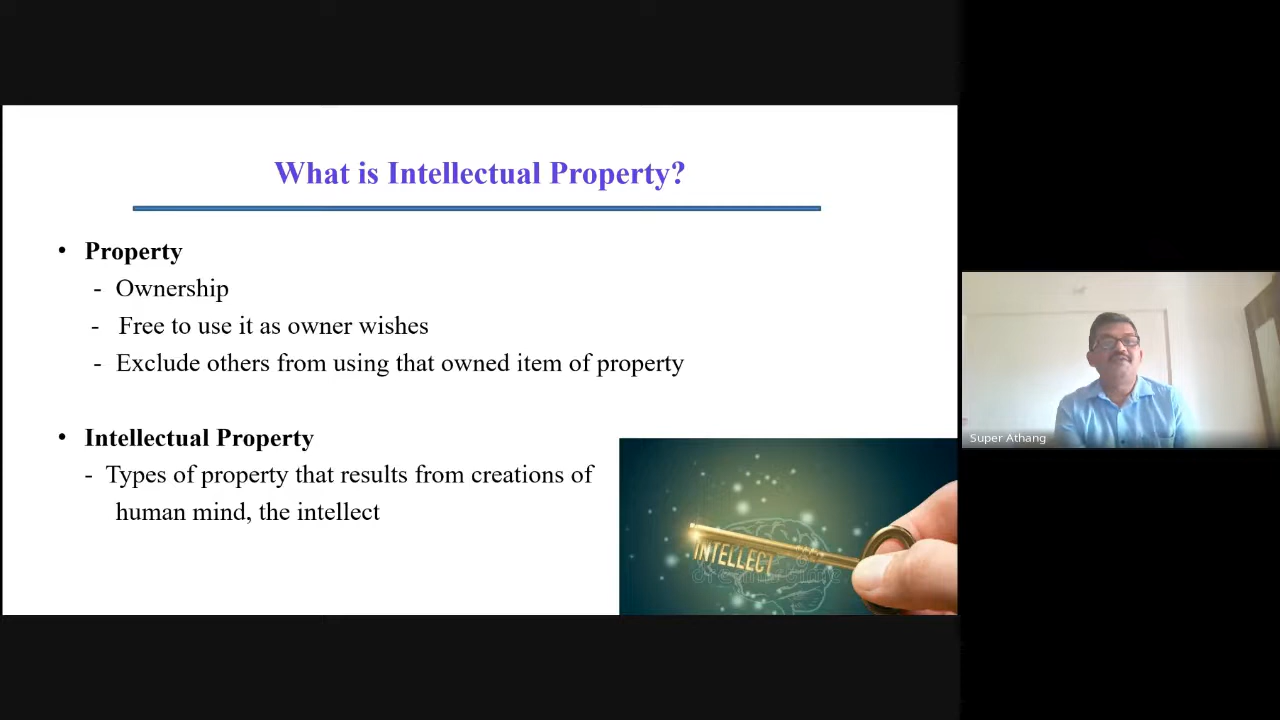 What is Intellectual Property?
• Property
- Ownership
- Free to use it as owner wishes
- Exclude others from using that owned item of property
• Intellectual Property
- Types of property that results from creations of
human mind, the intellect
INTELLECT
Super Athang